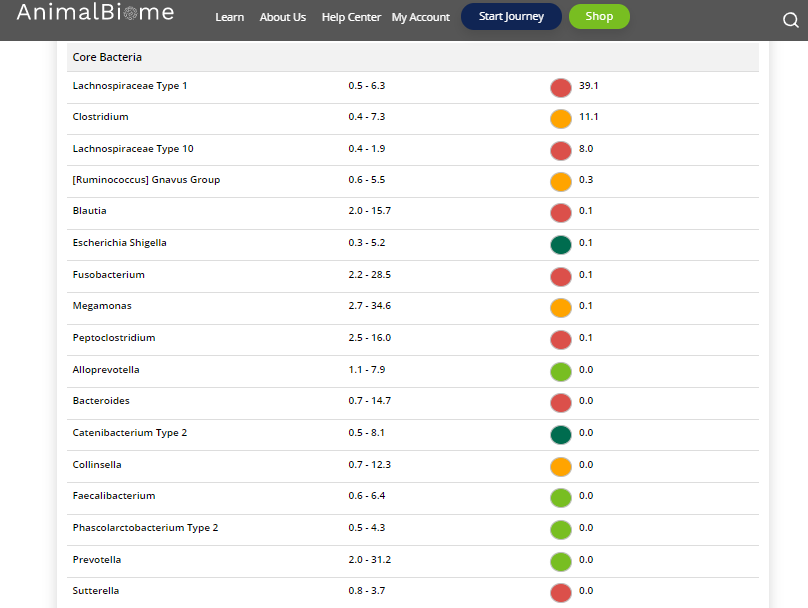 AnimalBiome Learn About Us Help Center My Account Start Journey Shop
Core Bacteria
Lachnospiraceae Type 1 0.5 - 6.3 39.1
Clostridium 0.4 - 7.3 11.1
Lachnospiraceae Type 10 0.4 - 1.9 8.0
[Ruminococcus] Gnavus Group 0.6 - 5.5 0.3
Blautia 2.0 - 15.7 0.1
Escherichia Shigella 0.3 - 5.2 0.1
Fusobacterium 2.2 - 28.5 0.1
Megamonas 2.7 - 34.6 0.1
Peptoclostridium 2.5 - 16.0 0.1
Alloprevotella 1.1 - 7.9 0.0
Bacteroides 0.7 - 14.7 0.0
Catenibacterium Type 2 0.5 - 8.1 0.0
Collinsella 0.7 - 12.3 0.0
Faecalibacterium 0.6 - 6.4 0.0
Phascolarctobacterium Type 2 0.5 - 4.3 0.0
Prevotella 2.0 - 31.2 0.0
Sutterella 0.8 - 3.7 0.0